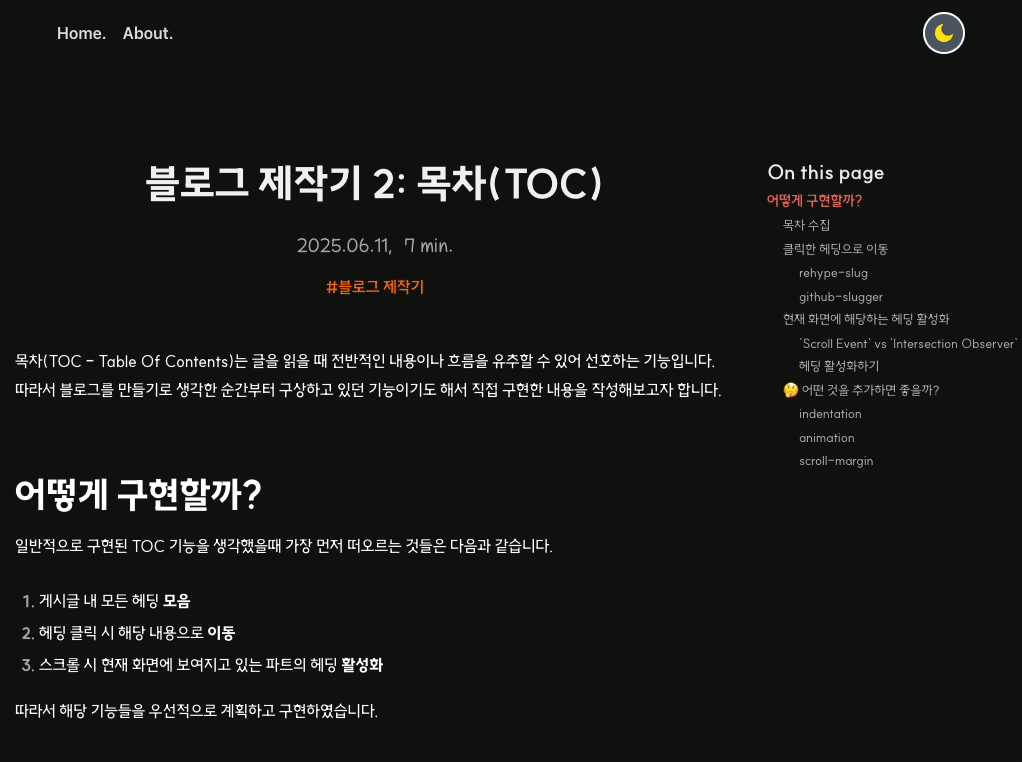 Home. About.
블로그 제작기 2: 목차(TOC)
2025.06.11, 7 min.
#블로그 제작기
목차(TOC - Table Of Contents)는 글을 읽을 때 전반적인 내용이나 흐름을 유추할 수 있어 선호하는 기능입니다.
따라서 블로그를 만들기로 생각한 순간부터 구상하고 있던 기능이기도 해서 직접 구현한 내용을 작성해보고자 합니다.
어떻게 구현할까?
일반적으로 구현된 TOC 기능을 생각했을때 가장 먼저 떠오르는 것들은 다음과 같습니다.
1. 게시글 내 모든 헤딩 모음
2. 헤딩 클릭 시 해당 내용으로 이동
3. 스크롤 시 현재 화면에 보여지고 있는 파트의 헤딩 활성화
따라서 해당 기능들을 우선적으로 계획하고 구현하였습니다.
On this page
어떻게 구현할까?
목차 수집
클릭한 헤딩으로 이동
rehype-slug
github-slugger
현재 화면에 해당하는 헤딩 활성화
`Scroll Event` vs `Intersection Observer`
헤딩 활성화하기
🤔 어떤 것을 추가하면 좋을까?
indentation
animation
scroll-margin